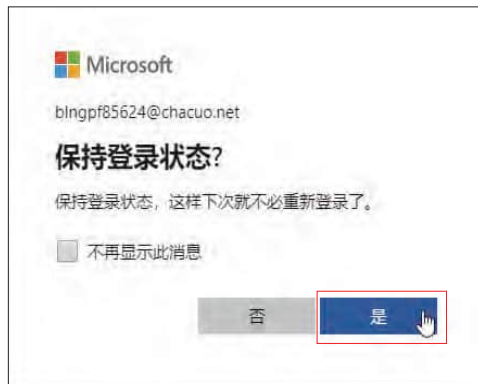 Microsoft
blngpf85624@chacuo.net
保持登录状态?
保持登录状态，这样下次就不必重新登录了。
不再显示此消息
否
是